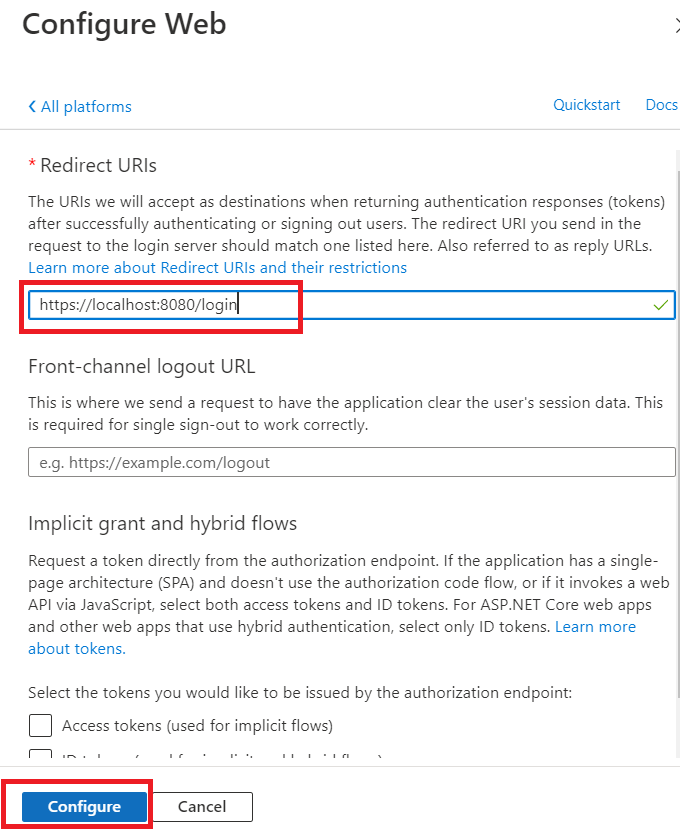 Configure Web
All platforms
Quickstart
Docs
* Redirect URIs
The URIs we will accept as destinations when returning authentication responses (tokens)
after successfully authenticating or signing out users. The redirect URI you send in the
request to the login server should match one listed here. Also referred to as reply URLs.
Learn more about Redirect URIs and their restrictions
https://localhost:8080/login
Front-channel logout URL
This is where we send a request to have the application clear the user's session data. This
is required for single sign-out to work correctly.
e.g. https://example.com/logout
Implicit grant and hybrid flows
Request a token directly from the authorization endpoint. If the application has a single-
page architecture (SPA) and doesn't use the authorization code flow, or if it invokes a web
API via JavaScript, select both access tokens and ID tokens. For ASP.NET Core web apps
and other web apps that use hybrid authentication, select only ID tokens. Learn more
about tokens.
Select the tokens you would like to be issued by the authorization endpoint:
Access tokens (used for implicit flows)
Configure
Cancel